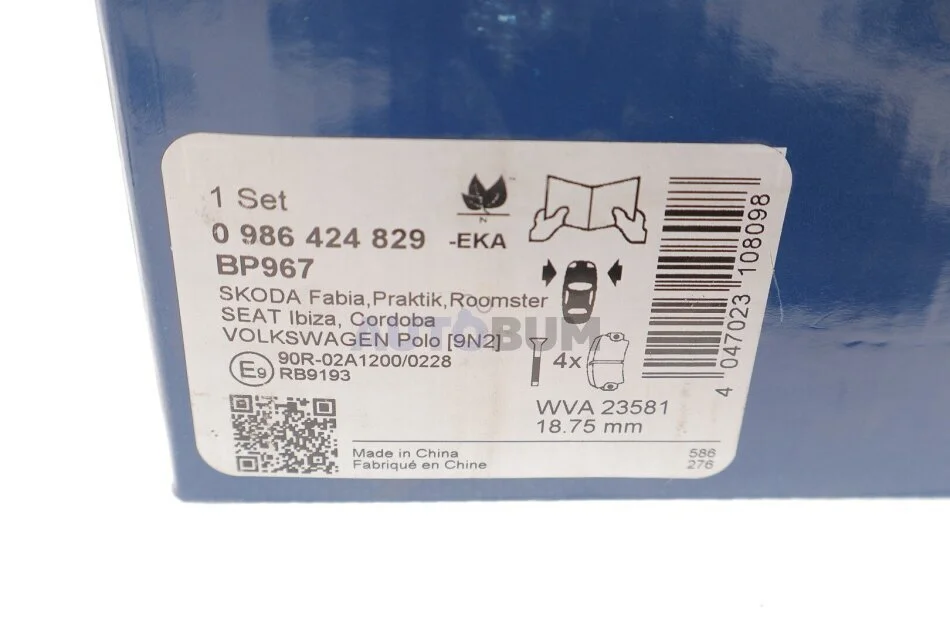 1 Set
0 986 424 829 -EKA
BP967
SKODA Fabia,Praktik,Roomster
SEAT Ibiza, Cordoba
VOLKSWAGEN Polo [9N2]
E9 90R-02A1200/0228
RB9193
4x
WVA 23581
18.75 mm
Made in China
Fabriqué en Chine
586
276
4 047023 108098
AUTOBUM